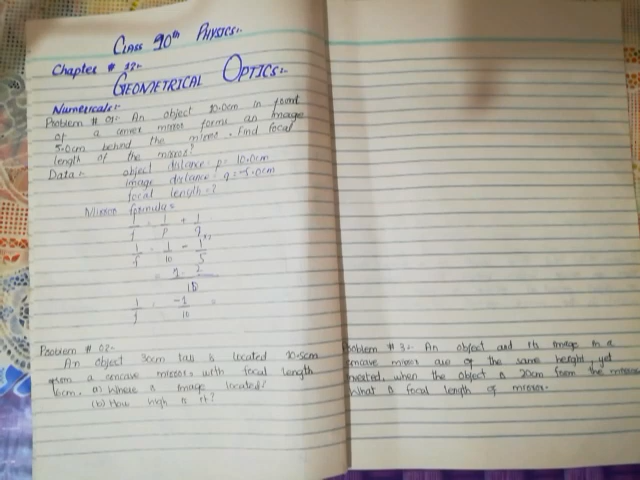 Class 10th Physics:-
Chapter # 12:-
Geometrical Optics:-
Numericals:-
Problem # 01:- An object 10.0cm in front
of a convex mirror forms an image
5.0cm behind the mirror. Find focal
length of the mirror?
Data:- object distance = p = 10.0cm
image distance = q = -5.0cm
focal length = ?
Mirror formula =
1/f = 1/p + 1/q
1/f = 1/10 - 1/5
= 1 - 2 / 10
1/f = -1/10 =
Problem # 02:-
An object 30cm tall is located 10.5cm
from a concave mirror with focal length
16cm. a) Where is image located?
(b) How high is it?
Problem # 3:- An object and its image in a
concave mirror are of the same height, yet
inverted, when the object is 20cm from the mirror
What is focal length of mirror.